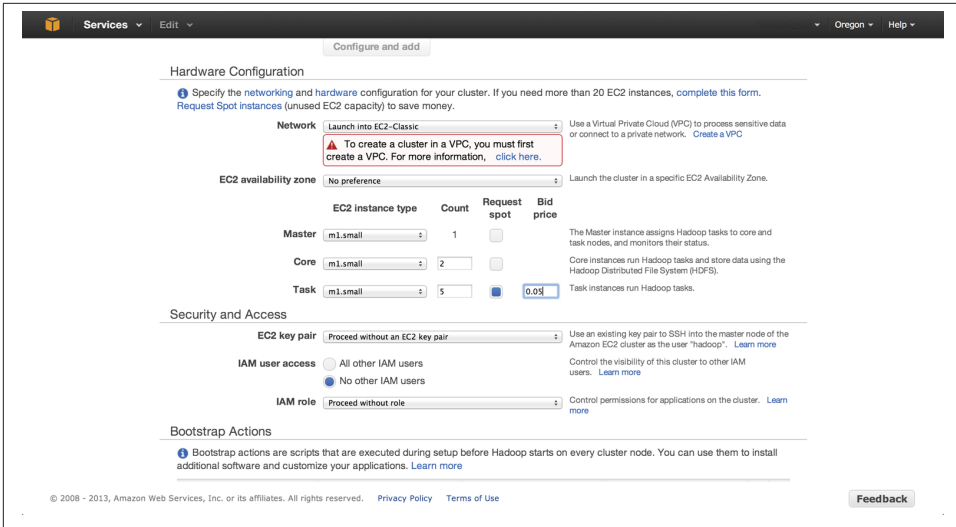 Services Edit Oregon Help
Configure and add
Hardware Configuration
Specify the networking and hardware configuration for your cluster. If you need more than 20 EC2 instances, complete this form.
Request Spot instances (unused EC2 capacity) to save money.
Network Launch into EC2-Classic Use a Virtual Private Cloud (VPC) to process sensitive data
or connect to a private network. Create a VPC
To create a cluster in a VPC, you must first
create a VPC. For more information, click here.
EC2 availability zone No preference Launch the cluster in a specific EC2 Availability Zone.
EC2 instance type Count Request spot Bid price
Master m1.small 1 The Master instance assigns Hadoop tasks to core and
task nodes, and monitors their status.
Core m1.small 2 Core instances run Hadoop tasks and store data using the
Hadoop Distributed File System (HDFS).
Task m1.small 5 0.05 Task instances run Hadoop tasks.
Security and Access
EC2 key pair Proceed without an EC2 key pair Use an existing key pair to SSH into the master node of the
Amazon EC2 cluster as the user "hadoop". Learn more
IAM user access All other IAM users Control the visibility of this cluster to other IAM
users. Learn more
No other IAM users
IAM role Proceed without role Control permissions for applications on the cluster. Learn
more
Bootstrap Actions
Bootstrap actions are scripts that are executed during setup before Hadoop starts on every cluster node. You can use them to install
additional software and customize your applications. Learn more
© 2008 - 2013, Amazon Web Services, Inc. or its affiliates. All rights reserved. Privacy Policy Terms of Use Feedback